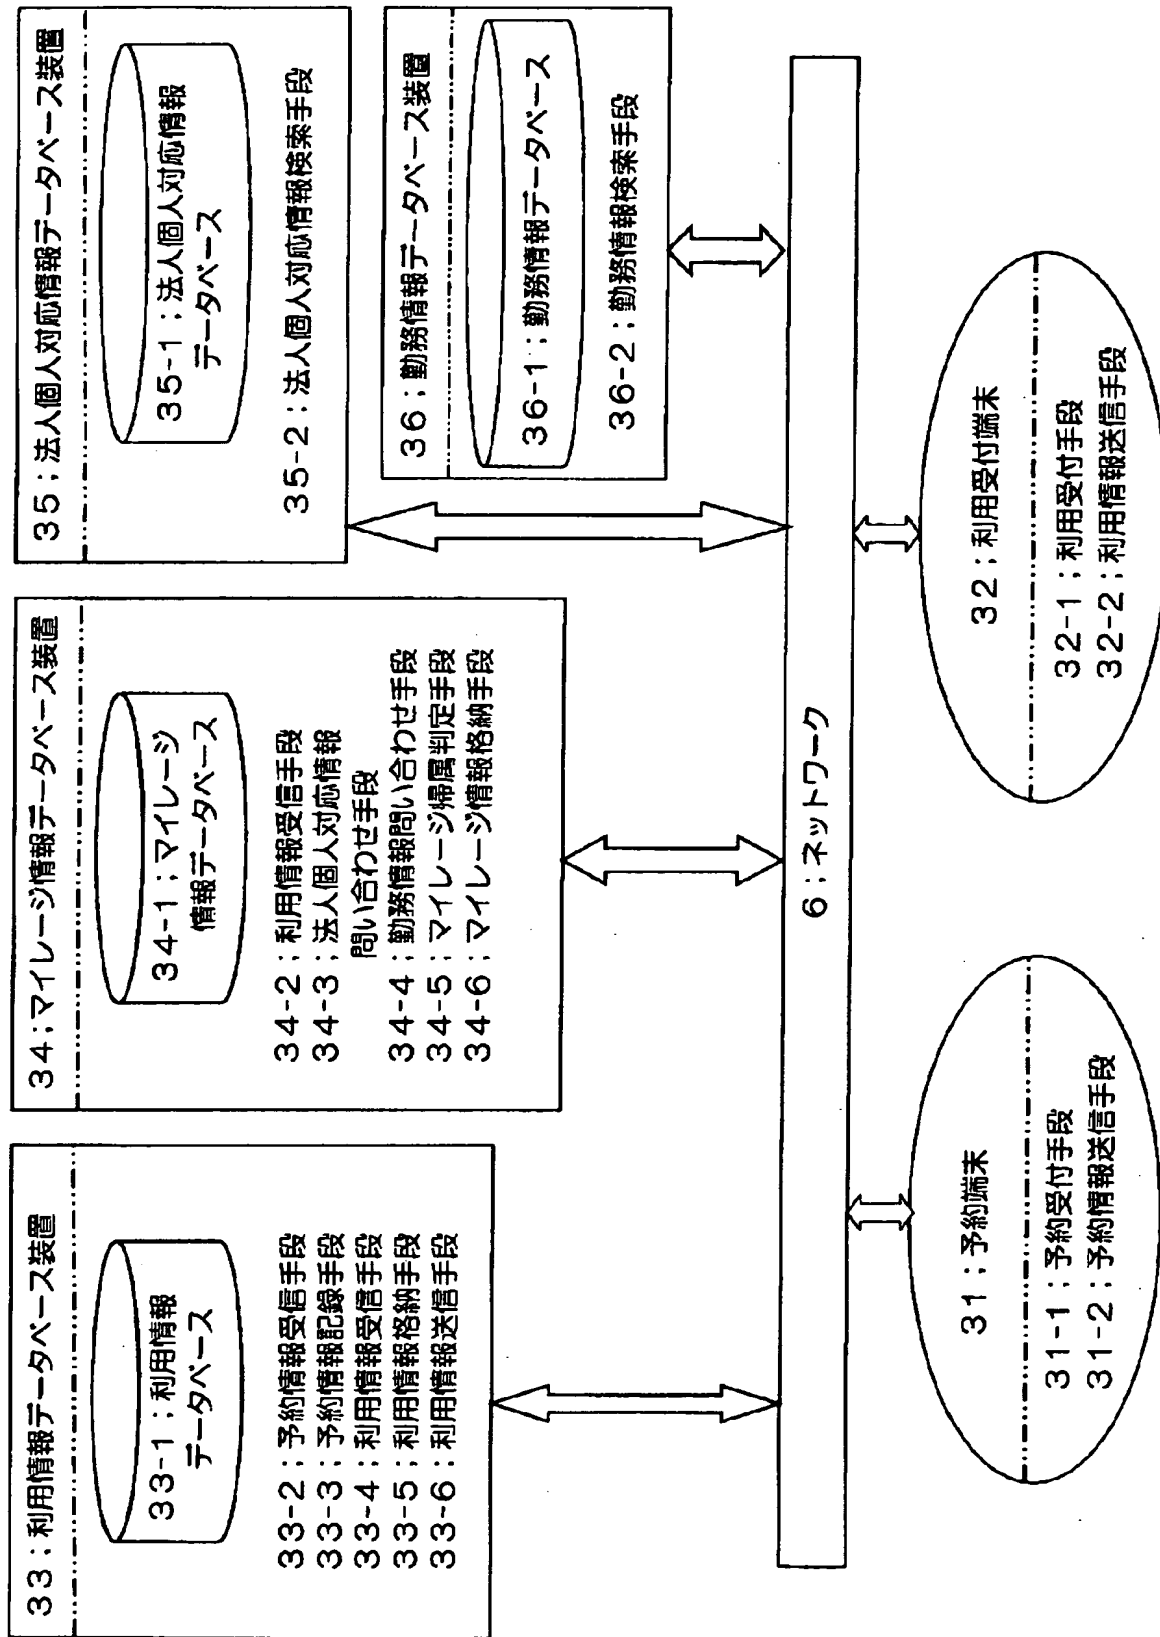 33；利用情報データベース装置
33-1；利用情報
データベース
33-2；予約情報受信手段
33-3；予約情報記録手段
33-4；利用情報受信手段
33-5；利用情報格納手段
33-6；利用情報送信手段
34；マイレージ情報データベース装置
34-1；マイレージ
情報データベース
34-2；利用情報受信手段
34-3；法人個人対応情報
問い合わせ手段
34-4；勤務情報問い合わせ手段
34-5；マイレージ帰属判定手段
34-6；マイレージ情報格納手段
35；法人個人対応情報データベース装置
35-1；法人個人対応情報
データベース
35-2；法人個人対応情報検索手段
36；勤務情報データベース装置
36-1；勤務情報データベース
36-2；勤務情報検索手段
6；ネットワーク
31；予約端末
31-1；予約受付手段
31-2；予約情報送信手段
32；利用受付端末
32-1；利用受付手段
32-2；利用情報送信手段